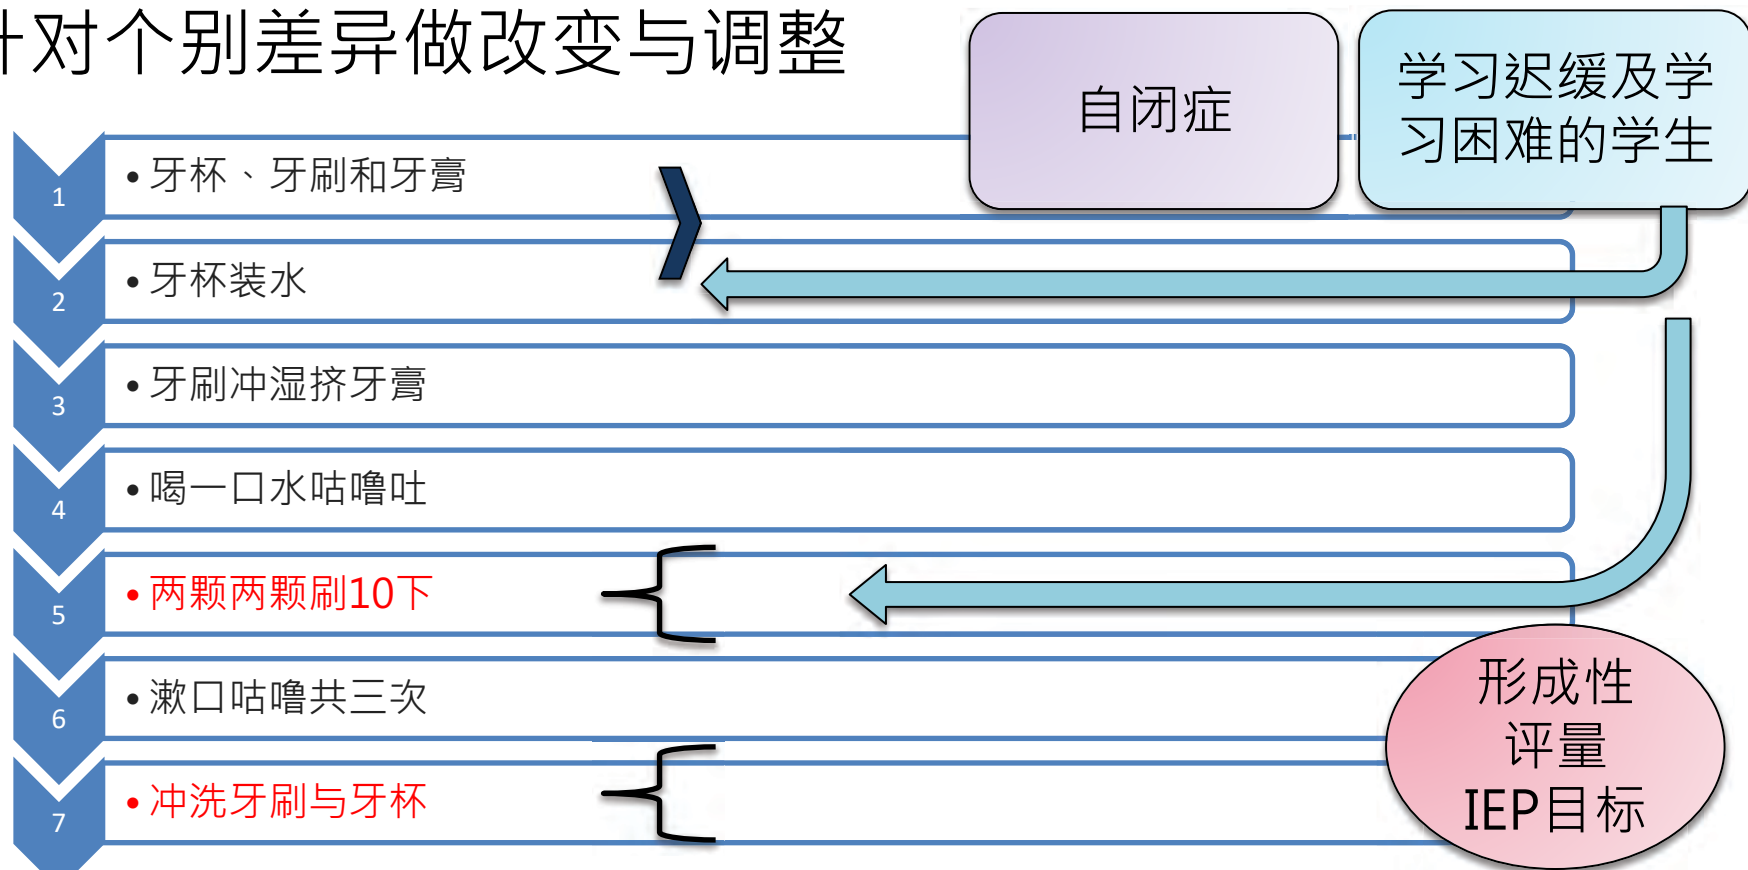 针对个别差异做改变与调整
自闭症
学习迟缓及学
习困难的学生
1
•牙杯、牙刷和牙膏
2
•牙杯装水
3
•牙刷冲湿挤牙膏
4
•喝一口水咕噜吐
5
•两颗两颗刷10下
6
•漱口咕噜共三次
7
•冲洗牙刷与牙杯
形成性
评量
IEP目标